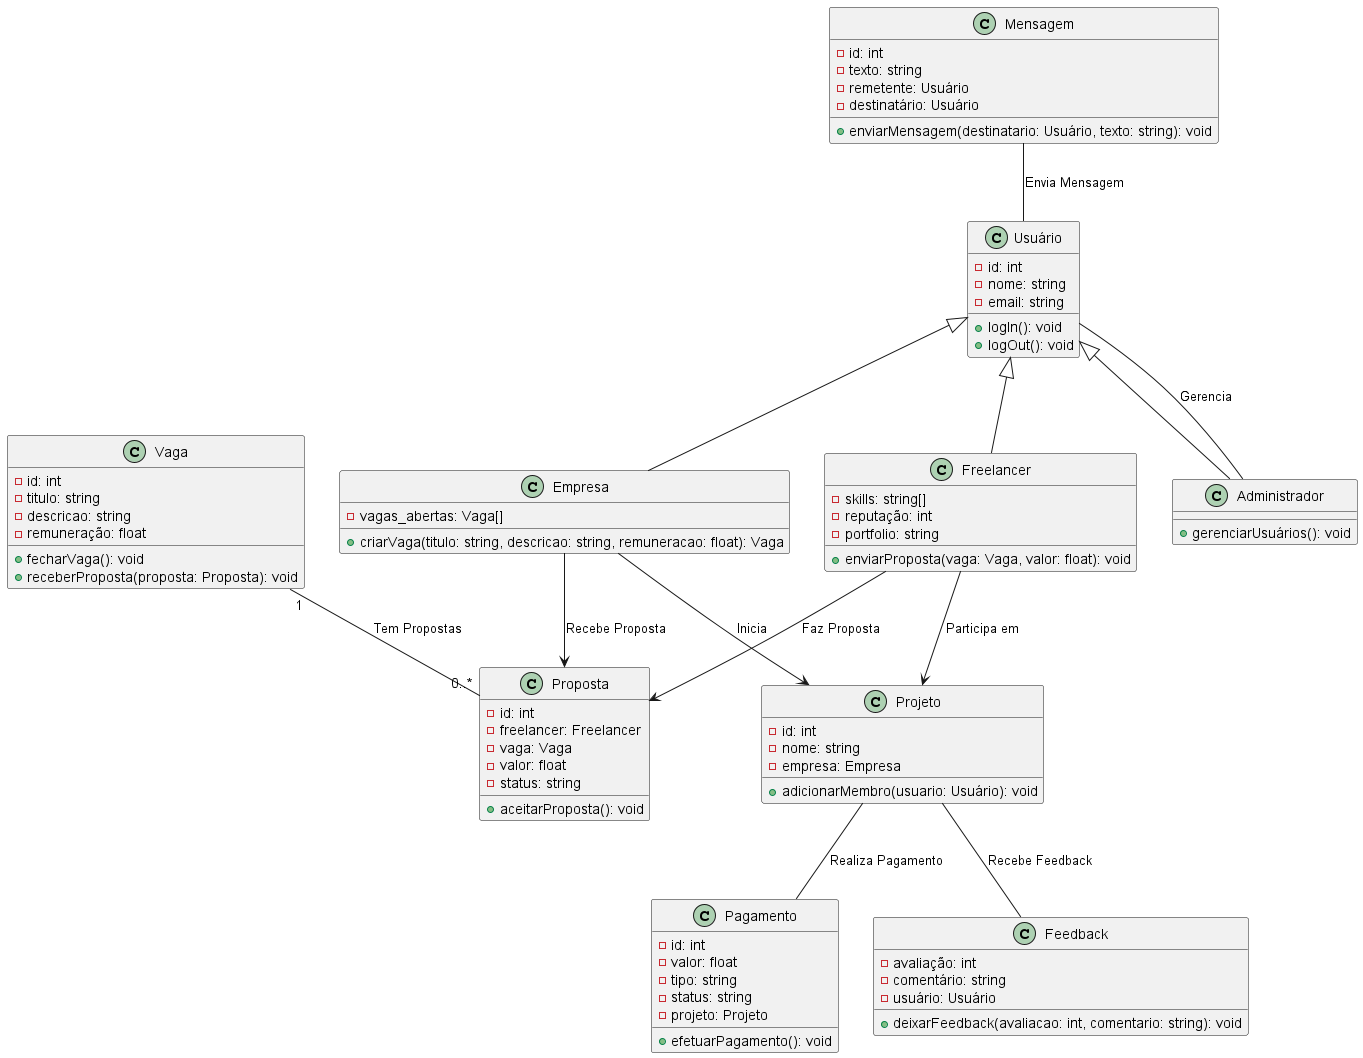 C Mensagem
id: int
texto: string
remetente: Usuário
destinatário: Usuário
enviarMensagem(destinatario: Usuário, texto: string): void
Envia Mensagem
C Usuário
id: int
nome: string
email: string
logIn(): void
logOut(): void
Gerencia
C Vaga
id: int
titulo: string
descricao: string
remuneração: float
fecharVaga(): void
receberProposta(proposta: Proposta): void
C Empresa
vagas_abertas: Vaga[]
criarVaga(titulo: string, descricao: string, remuneracao: float): Vaga
C Freelancer
skills: string[]
reputação: int
portfolio: string
enviarProposta(vaga: Vaga, valor: float): void
C Administrador
gerenciarUsuários(): void
1
Tem Propostas
Recebe Proposta
Inicia
Faz Proposta
Participa em
0..*
C Proposta
id: int
freelancer: Freelancer
vaga: Vaga
valor: float
status: string
aceitarProposta(): void
C Projeto
id: int
nome: string
empresa: Empresa
adicionarMembro(usuario: Usuário): void
Realiza Pagamento
Recebe Feedback
C Pagamento
id: int
valor: float
tipo: string
status: string
projeto: Projeto
efetuarPagamento(): void
C Feedback
avaliação: int
comentário: string
usuário: Usuário
deixarFeedback(avaliacao: int, comentario: string): void